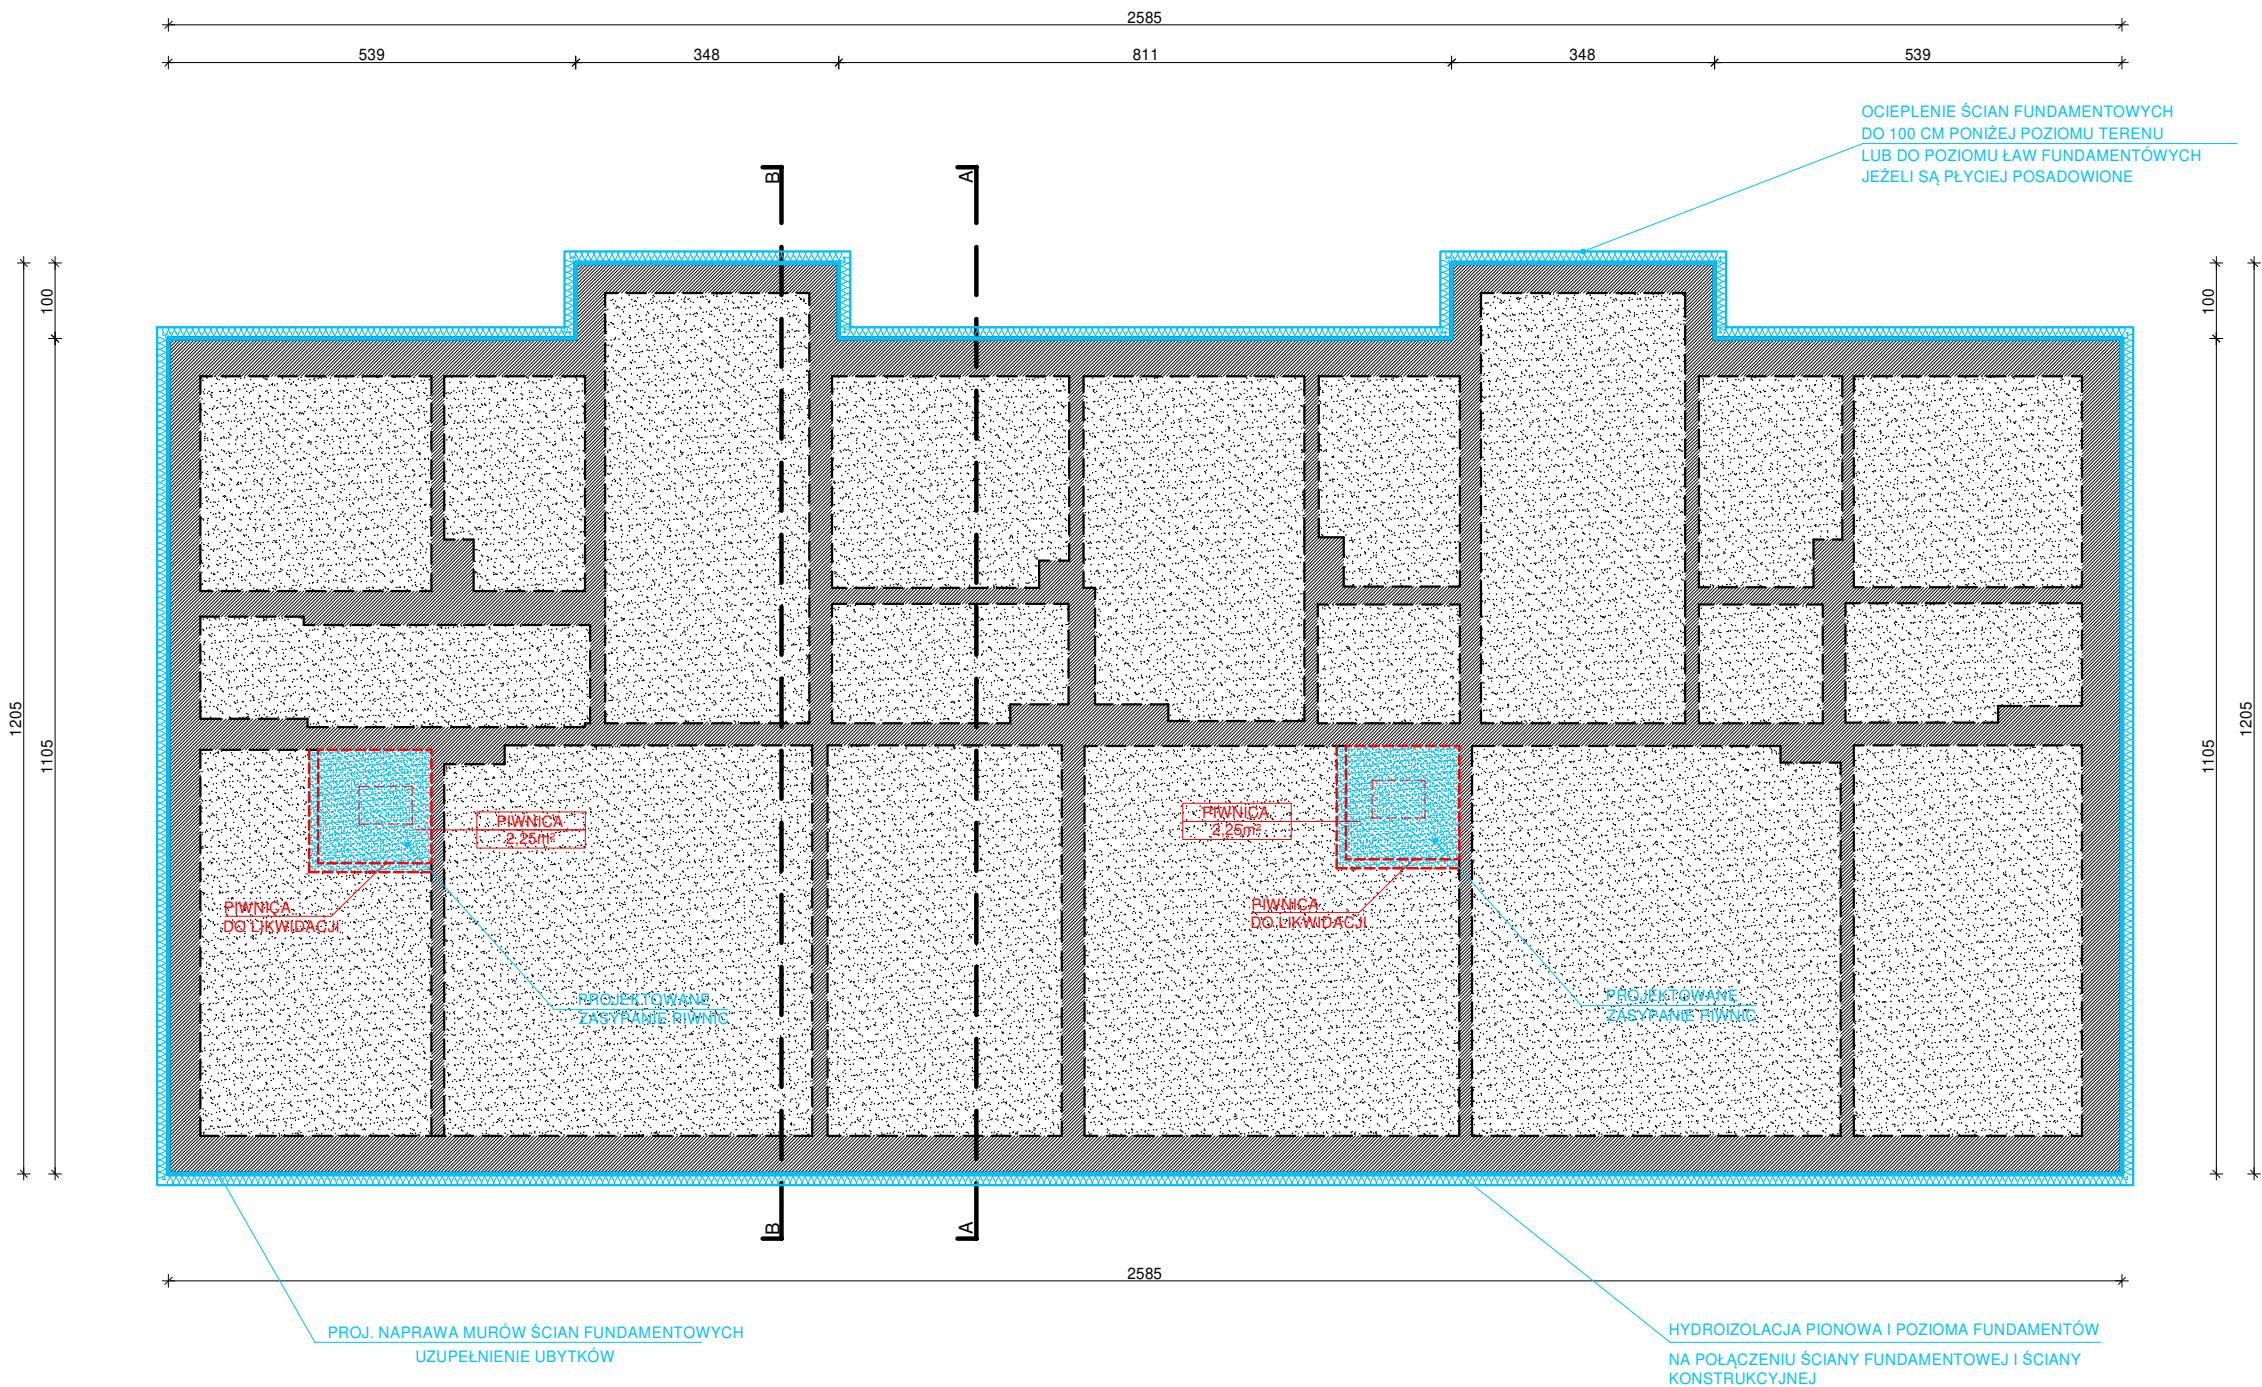 2585
539
348
811
348
539
OCIEPLENIE ŚCIAN FUNDAMENTOWYCH
DO 100 CM PONIŻEJ POZIOMU TERENU
LUB DO POZIOMU ŁAW FUNDAMENTÓWYCH
JEŻELI SĄ PŁYCIEJ POSADOWIONE
B
A
100
100
1205
1105
1105
1205
PIWNICA
2,25m²
PIWNICA
2,25m²
PIWNICA
DO LIKWIDACJI
PIWNICA
DO LIKWIDACJI
PROJEKTOWANE
ZASYPANIE PIWNIC
PROJEKTOWANE
ZASYPANIE PIWNIC
B
A
2585
PROJ. NAPRAWA MURÓW ŚCIAN FUNDAMENTOWYCH
UZUPEŁNIENIE UBYTKÓW
HYDROIZOLACJA PIONOWA I POZIOMA FUNDAMENTÓW
NA POŁĄCZENIU ŚCIANY FUNDAMENTOWEJ I ŚCIANY
KONSTRUKCYJNEJ